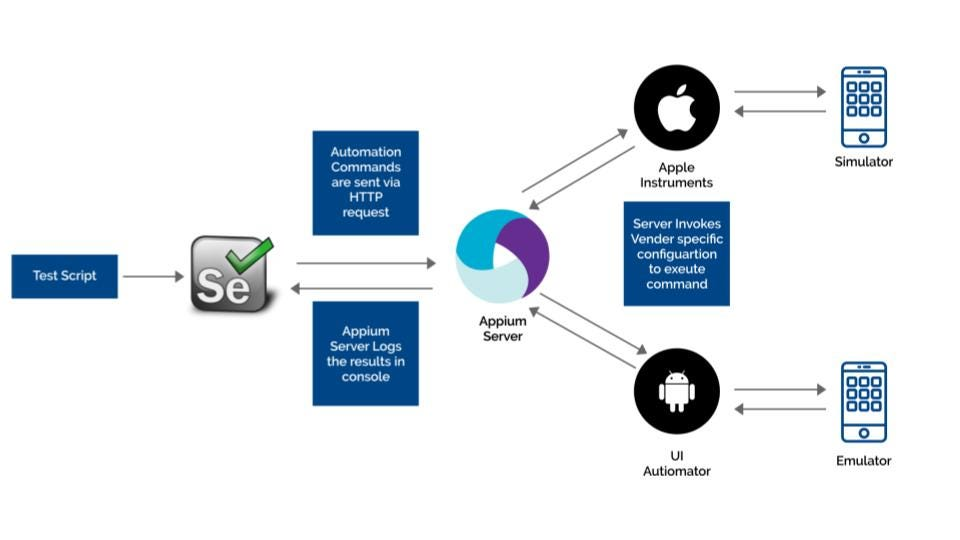 Test Script
Se
Automation
Commands
are sent via
HTTP
request
Appium
Server Logs
the results in
console
Appium
Server
Apple
Instruments
Simulator
Server Invokes
Vender specific
configuartion
to exeute
command
UI
Autiomator
Emulator